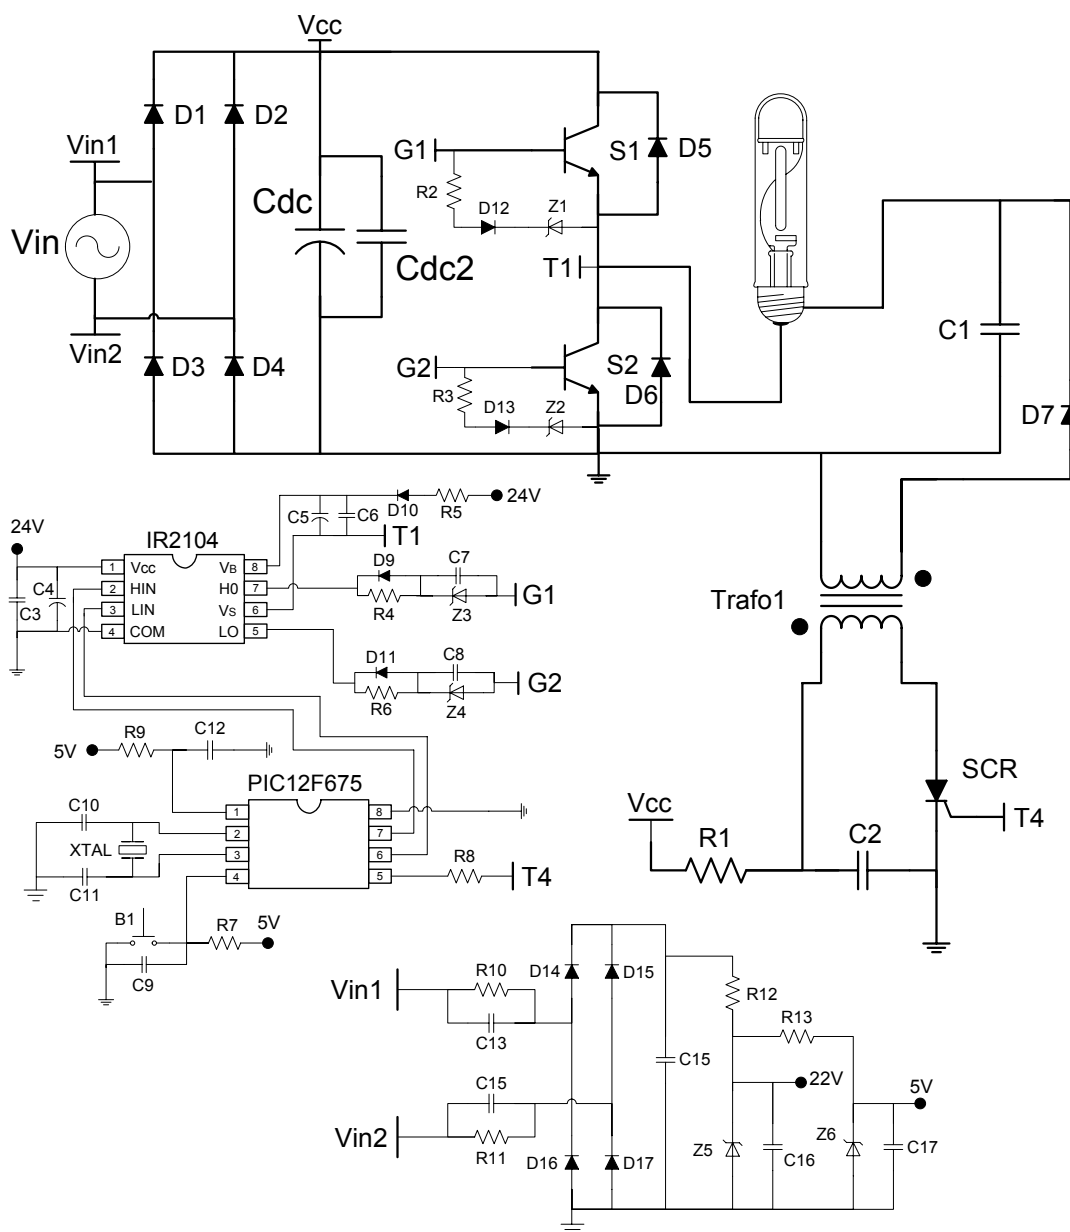 Vcc
D1
D2
Vin1
Vin
Vin2
D3
D4
Cdc
Cdc2
G1
R2
D12
Z1
S1
D5
T1
G2
R3
D13
Z2
S2
D6
C1
D7
24V
C4
C3
IR2104
1
Vcc
2
HIN
3
LIN
4
COM
VB
8
H0
7
Vs
6
LO
5
C5
C6
D10
R5
24V
T1
D9
C7
R4
Z3
G1
D11
C8
R6
Z4
G2
Trafo1
5V
R9
C12
PIC12F675
1
2
3
4
8
7
6
5
C10
XTAL
C11
R8
T4
B1
R7
5V
C9
Vcc
R1
C2
SCR
T4
Vin1
R10
C13
D14
D15
R12
R13
C15
22V
5V
Vin2
C15
R11
D16
D17
Z5
C16
Z6
C17